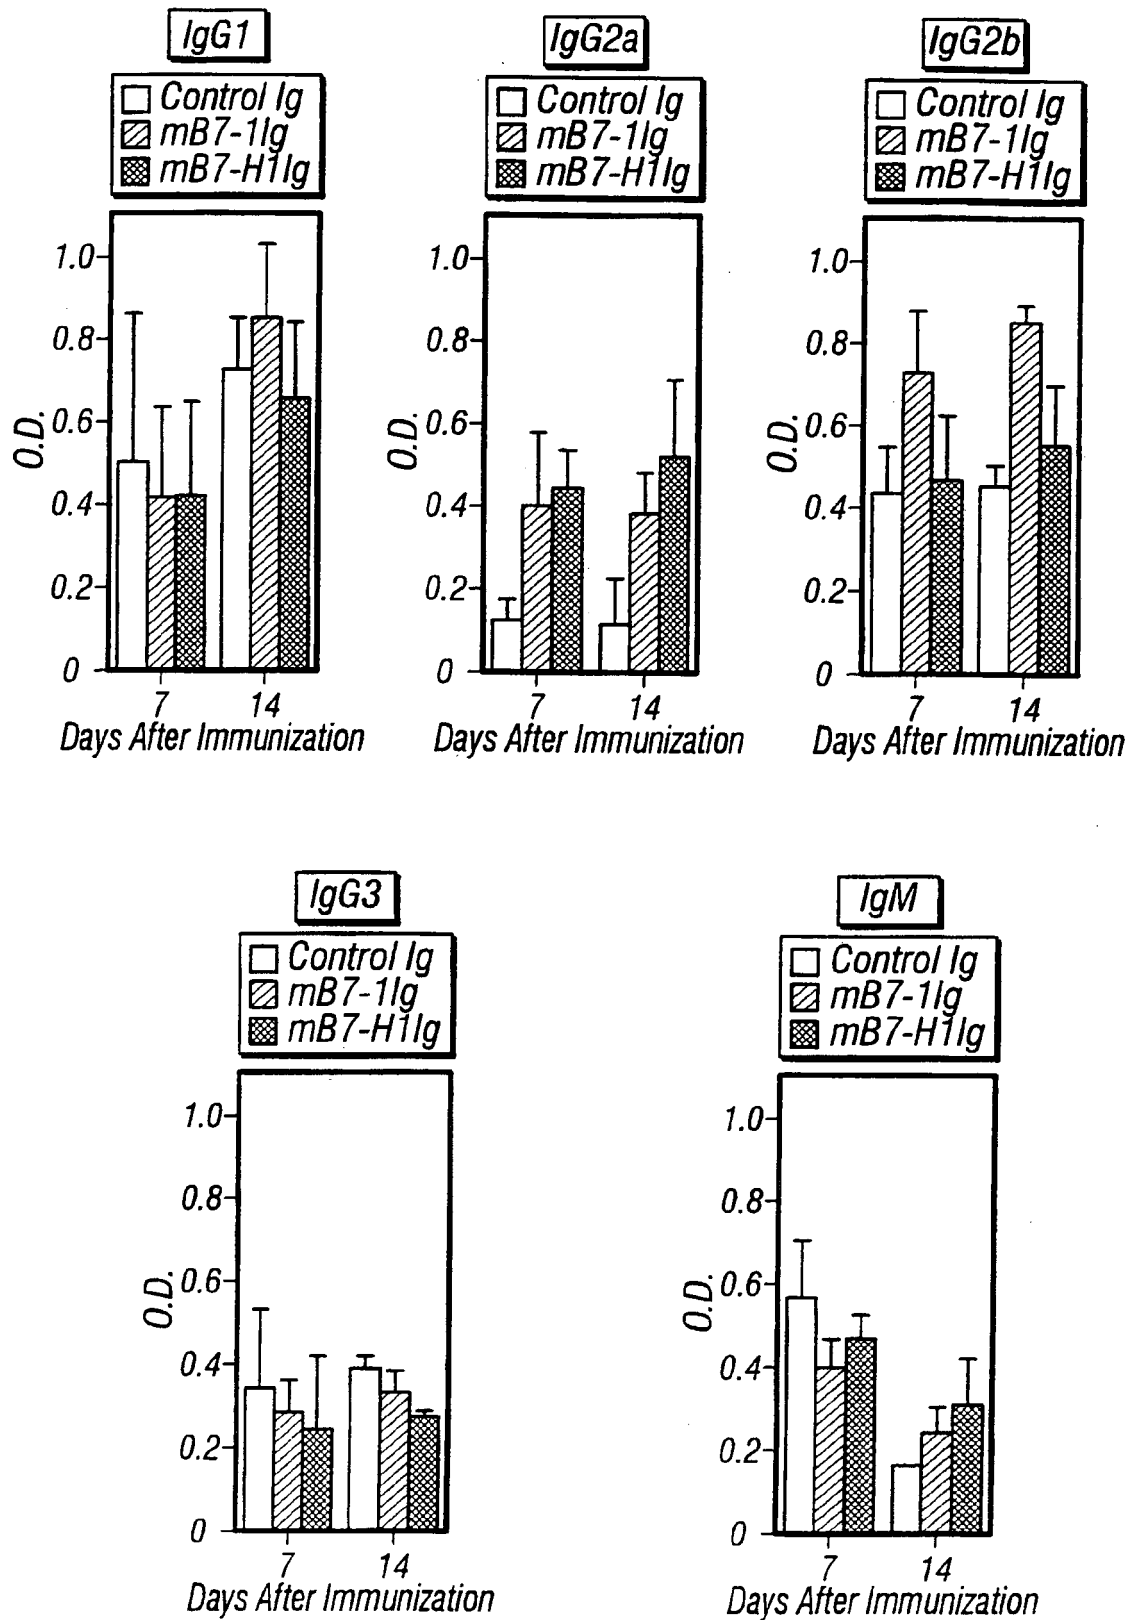 IgG1
Control Ig
mB7-1Ig
mB7-H1Ig
1.0
0.8
0.6
0.4
0.2
0
O.D.
7 14
Days After Immunization
IgG2a
Control Ig
mB7-1Ig
mB7-H1Ig
1.0
0.8
0.6
0.4
0.2
0
O.D.
7 14
Days After Immunization
IgG2b
Control Ig
mB7-1Ig
mB7-H1Ig
1.0
0.8
0.6
0.4
0.2
0
O.D.
7 14
Days After Immunization
IgG3
Control Ig
mB7-1Ig
mB7-H1Ig
1.0
0.8
0.6
0.4
0.2
0
O.D.
7 14
Days After Immunization
IgM
Control Ig
mB7-1Ig
mB7-H1Ig
1.0
0.8
0.6
0.4
0.2
0
O.D.
7 14
Days After Immunization